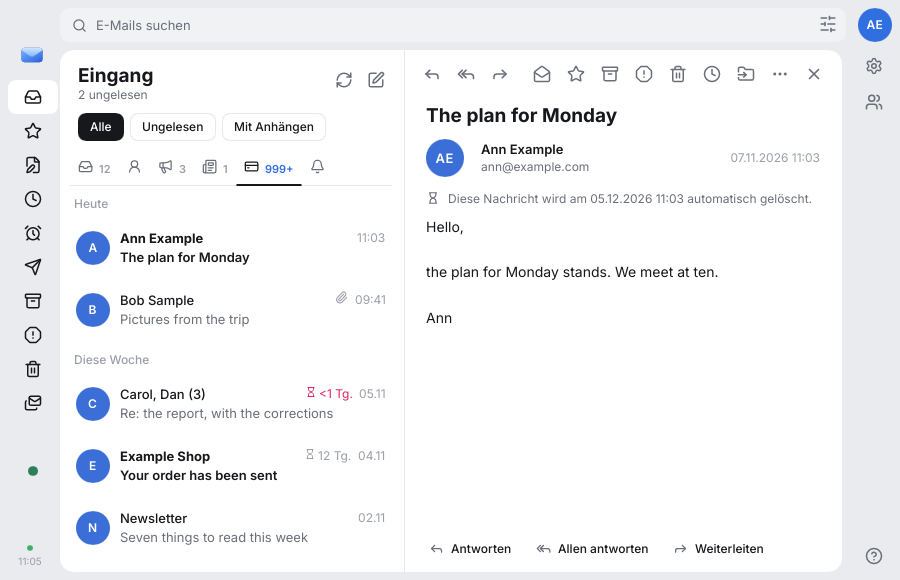 E-Mails suchen
AE
Eingang
2 ungelesen
Alle
Ungelesen
Mit Anhängen
12
3
1
999+
Heute
A
Ann Example
11:03
The plan for Monday
B
Bob Sample
09:41
Pictures from the trip
Diese Woche
C
Carol, Dan (3)
<1 Tg.
05.11
Re: the report, with the corrections
E
Example Shop
12 Tg.
04.11
Your order has been sent
N
Newsletter
02.11
Seven things to read this week
11:05
The plan for Monday
AE
Ann Example
07.11.2026 11:03
ann@example.com
Diese Nachricht wird am 05.12.2026 11:03 automatisch gelöscht.
Hello,
the plan for Monday stands. We meet at ten.
Ann
Antworten
Allen antworten
Weiterleiten